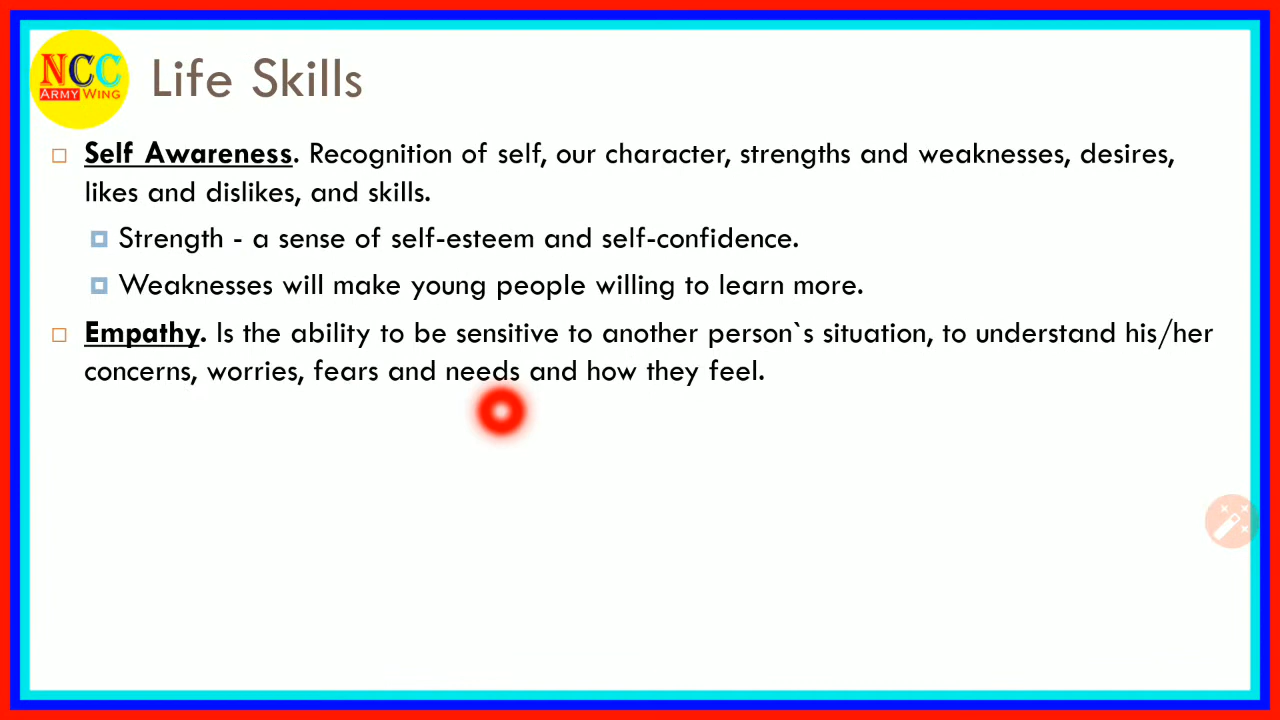 NCC
ARMY WING
Life Skills
Self Awareness. Recognition of self, our character, strengths and weaknesses, desires,
likes and dislikes, and skills.
Strength - a sense of self-esteem and self-confidence.
Weaknesses will make young people willing to learn more.
Empathy. Is the ability to be sensitive to another person`s situation, to understand his/her
concerns, worries, fears and needs and how they feel.